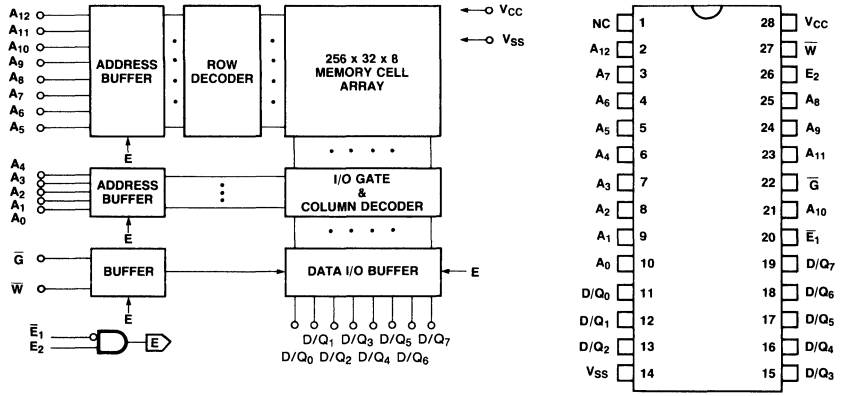 A12
A11
A10
A9
A8
A7
A6
A5
ADDRESS
BUFFER
E
ROW
DECODER
256 x 32 x 8
MEMORY CELL
ARRAY
VCC
VSS
A4
A3
A2
A1
A0
ADDRESS
BUFFER
E
I/O GATE
&
COLUMN DECODER
G̅
W̅
BUFFER
E
DATA I/O BUFFER
E
E̅1
E2
E
D/Q1 D/Q3 D/Q5 D/Q7
D/Q0 D/Q2 D/Q4 D/Q6
NC 1 28 VCC
A12 2 27 W̅
A7 3 26 E2
A6 4 25 A8
A5 5 24 A9
A4 6 23 A11
A3 7 22 G̅
A2 8 21 A10
A1 9 20 E̅1
A0 10 19 D/Q7
D/Q0 11 18 D/Q6
D/Q1 12 17 D/Q5
D/Q2 13 16 D/Q4
VSS 14 15 D/Q3